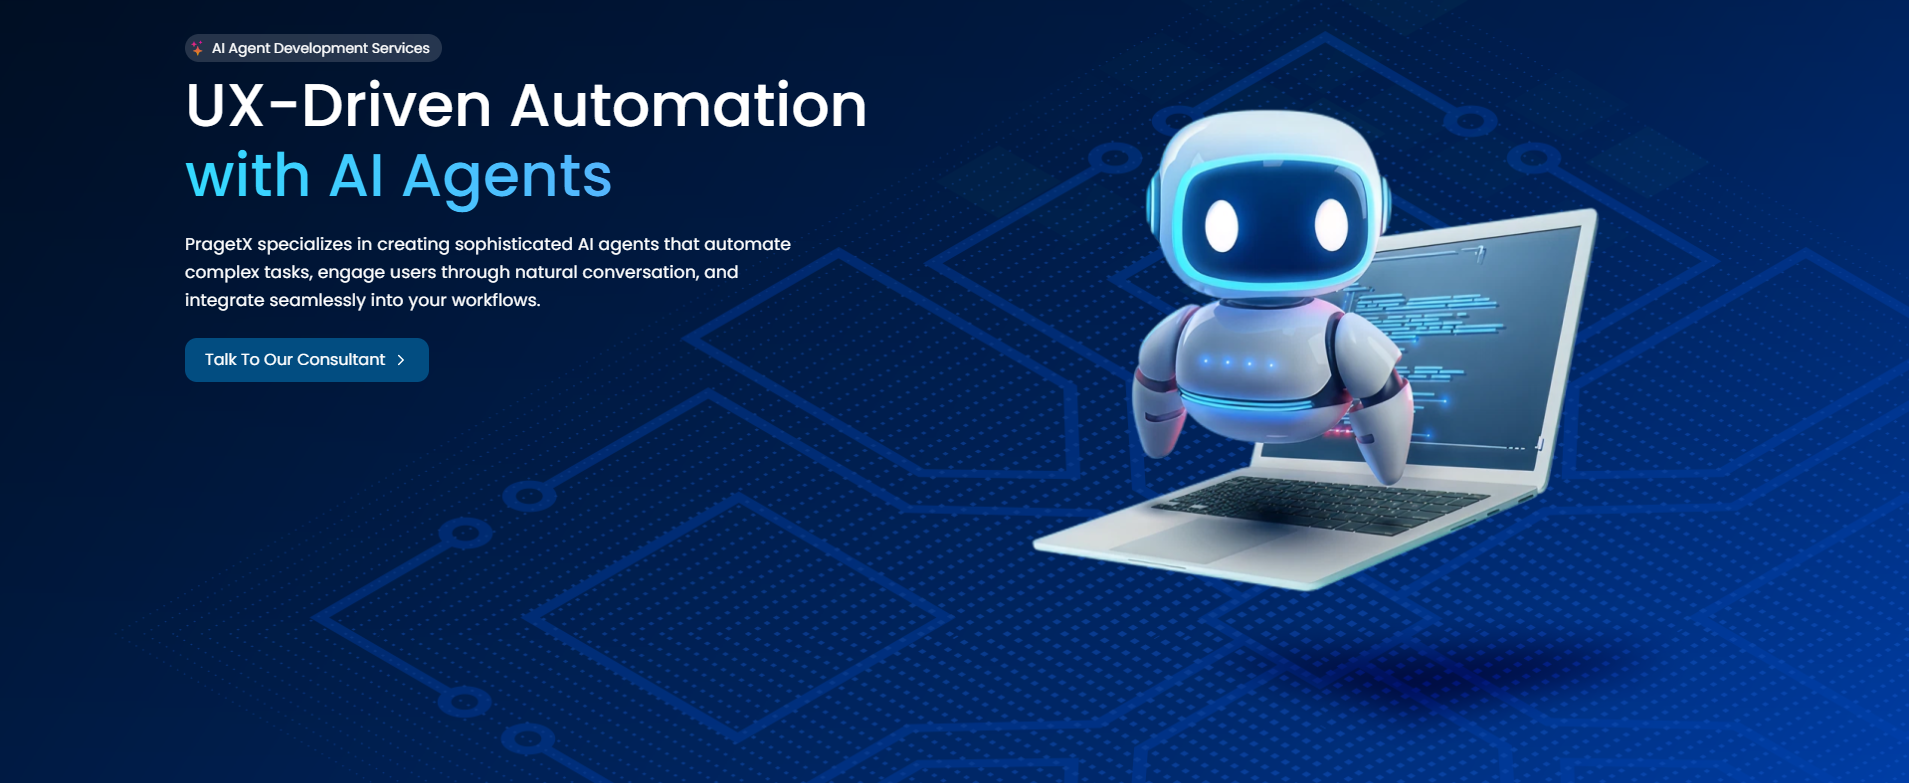 AI Agent Development Services
UX-Driven Automation
with AI Agents
PragetX specializes in creating sophisticated AI agents that automate
complex tasks, engage users through natural conversation, and
integrate seamlessly into your workflows.
Talk To Our Consultant